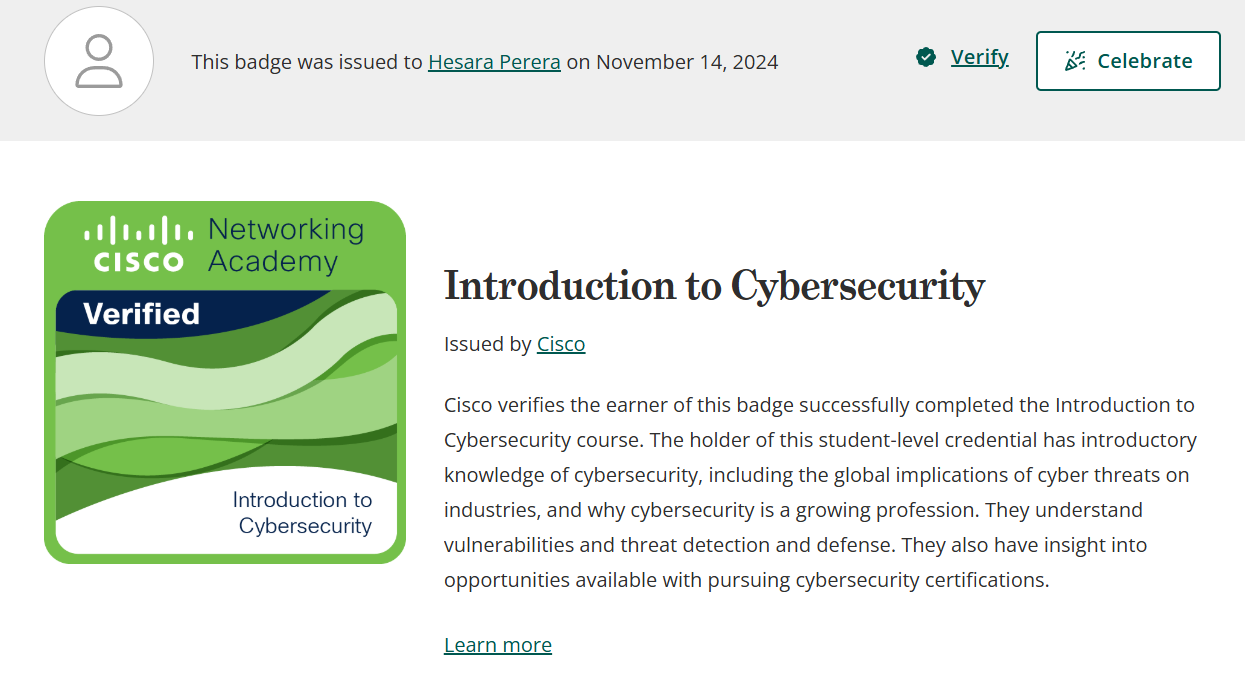 This badge was issued to Hesara Perera on November 14, 2024
Verify
Celebrate
CISCO
Networking
Academy
Verified
Introduction to
Cybersecurity
Introduction to Cybersecurity
Issued by Cisco
Cisco verifies the earner of this badge successfully completed the Introduction to
Cybersecurity course. The holder of this student-level credential has introductory
knowledge of cybersecurity, including the global implications of cyber threats on
industries, and why cybersecurity is a growing profession. They understand
vulnerabilities and threat detection and defense. They also have insight into
opportunities available with pursuing cybersecurity certifications.
Learn more